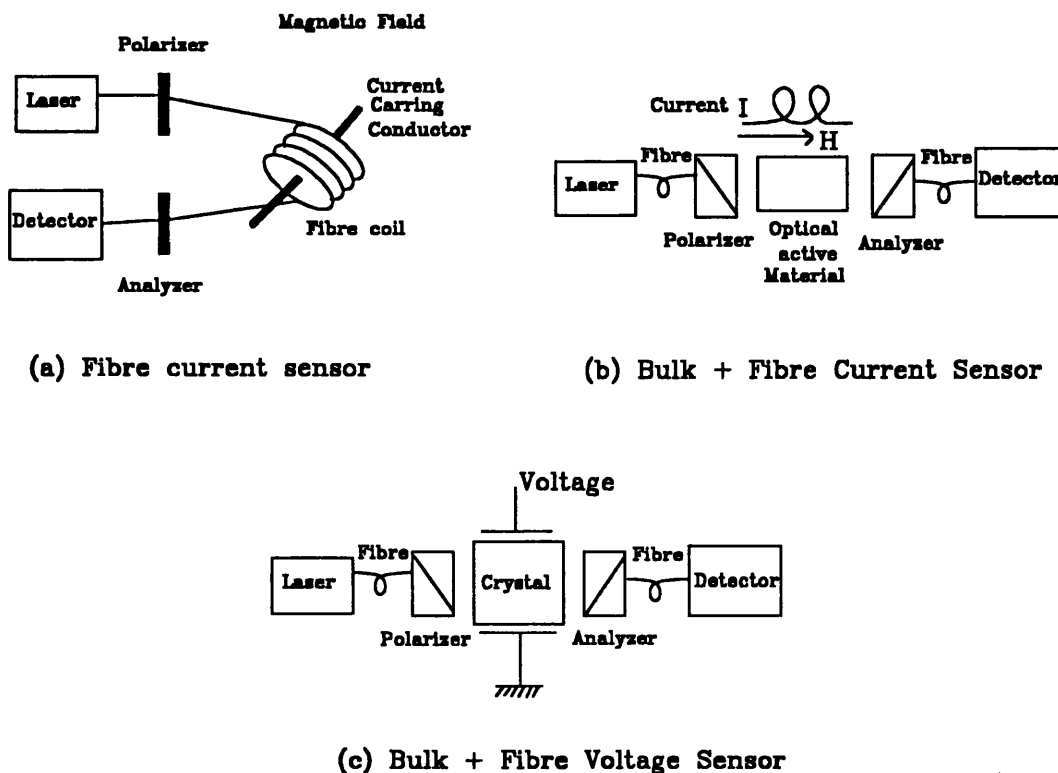 Magnetic Field
Polarizer
Laser
Current
Carring
Conductor
Detector
Fibre coil
Analyzer
(a) Fibre current sensor
Current I
H
Fibre
Fibre
Laser
Detector
Polarizer
Optical
active
Material
Analyzer
(b) Bulk + Fibre Current Sensor
Voltage
Fibre
Fibre
Laser
Crystal
Detector
Polarizer
Analyzer
(c) Bulk + Fibre Voltage Sensor